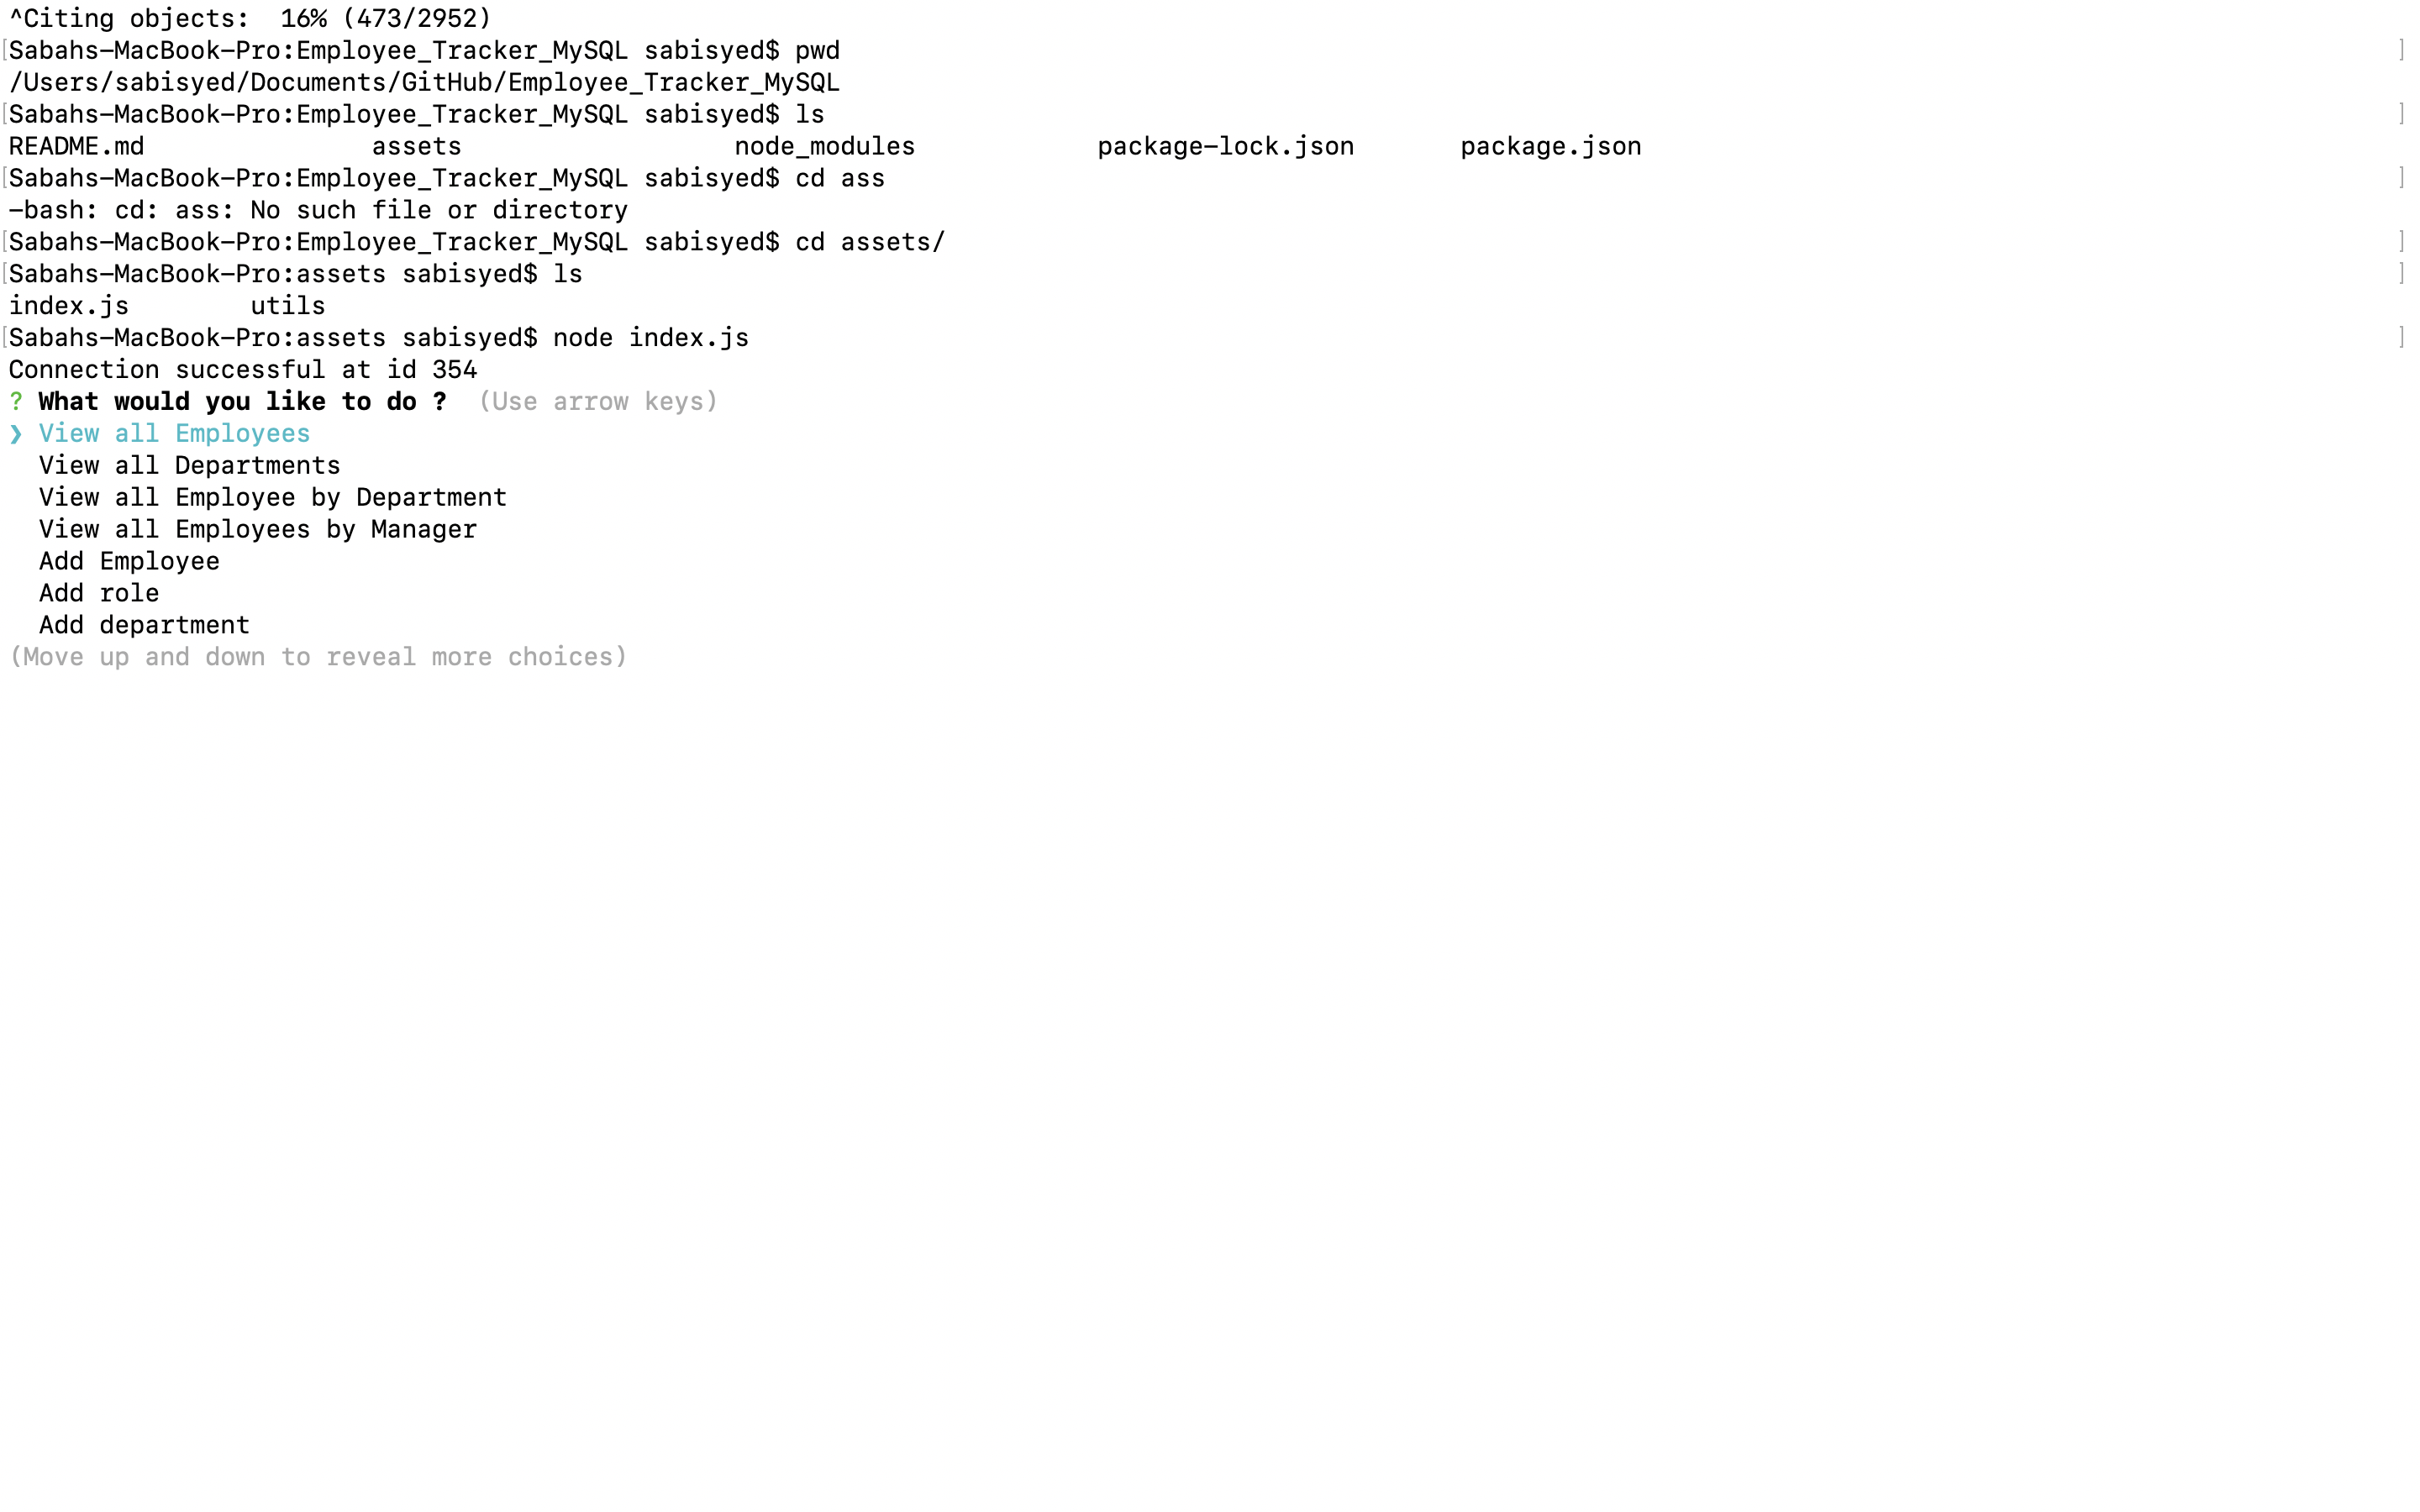 ^Citing objects:  16% (473/2952)
[Sabahs-MacBook-Pro:Employee_Tracker_MySQL sabisyed$ pwd ]
/Users/sabisyed/Documents/GitHub/Employee_Tracker_MySQL
[Sabahs-MacBook-Pro:Employee_Tracker_MySQL sabisyed$ ls ]
README.md               assets                  node_modules            package-lock.json       package.json
[Sabahs-MacBook-Pro:Employee_Tracker_MySQL sabisyed$ cd ass ]
-bash: cd: ass: No such file or directory
[Sabahs-MacBook-Pro:Employee_Tracker_MySQL sabisyed$ cd assets/ ]
[Sabahs-MacBook-Pro:assets sabisyed$ ls ]
index.js        utils
[Sabahs-MacBook-Pro:assets sabisyed$ node index.js ]
Connection successful at id 354
? What would you like to do ?  (Use arrow keys)
❯ View all Employees
  View all Departments
  View all Employee by Department
  View all Employees by Manager
  Add Employee
  Add role
  Add department
(Move up and down to reveal more choices)